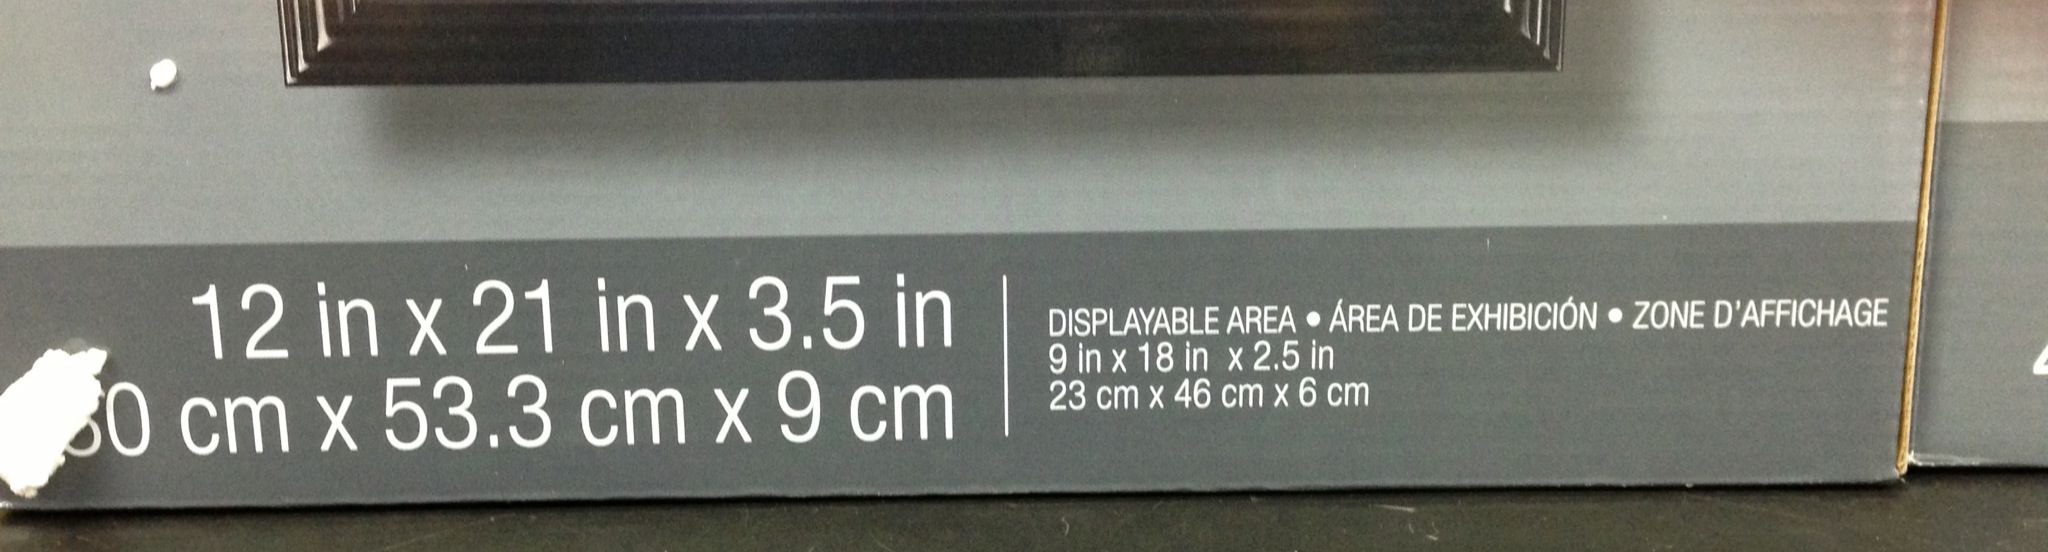 12 in x 21 in x 3.5 in
cm x 53.3 cm x 9 cm
DISPLAYABLE AREA • ÁREA DE EXHIBICIÓN • ZONE D'AFFICHAGE
9 in x 18 in x 2.5 in
23 cm x 46 cm x 6 cm